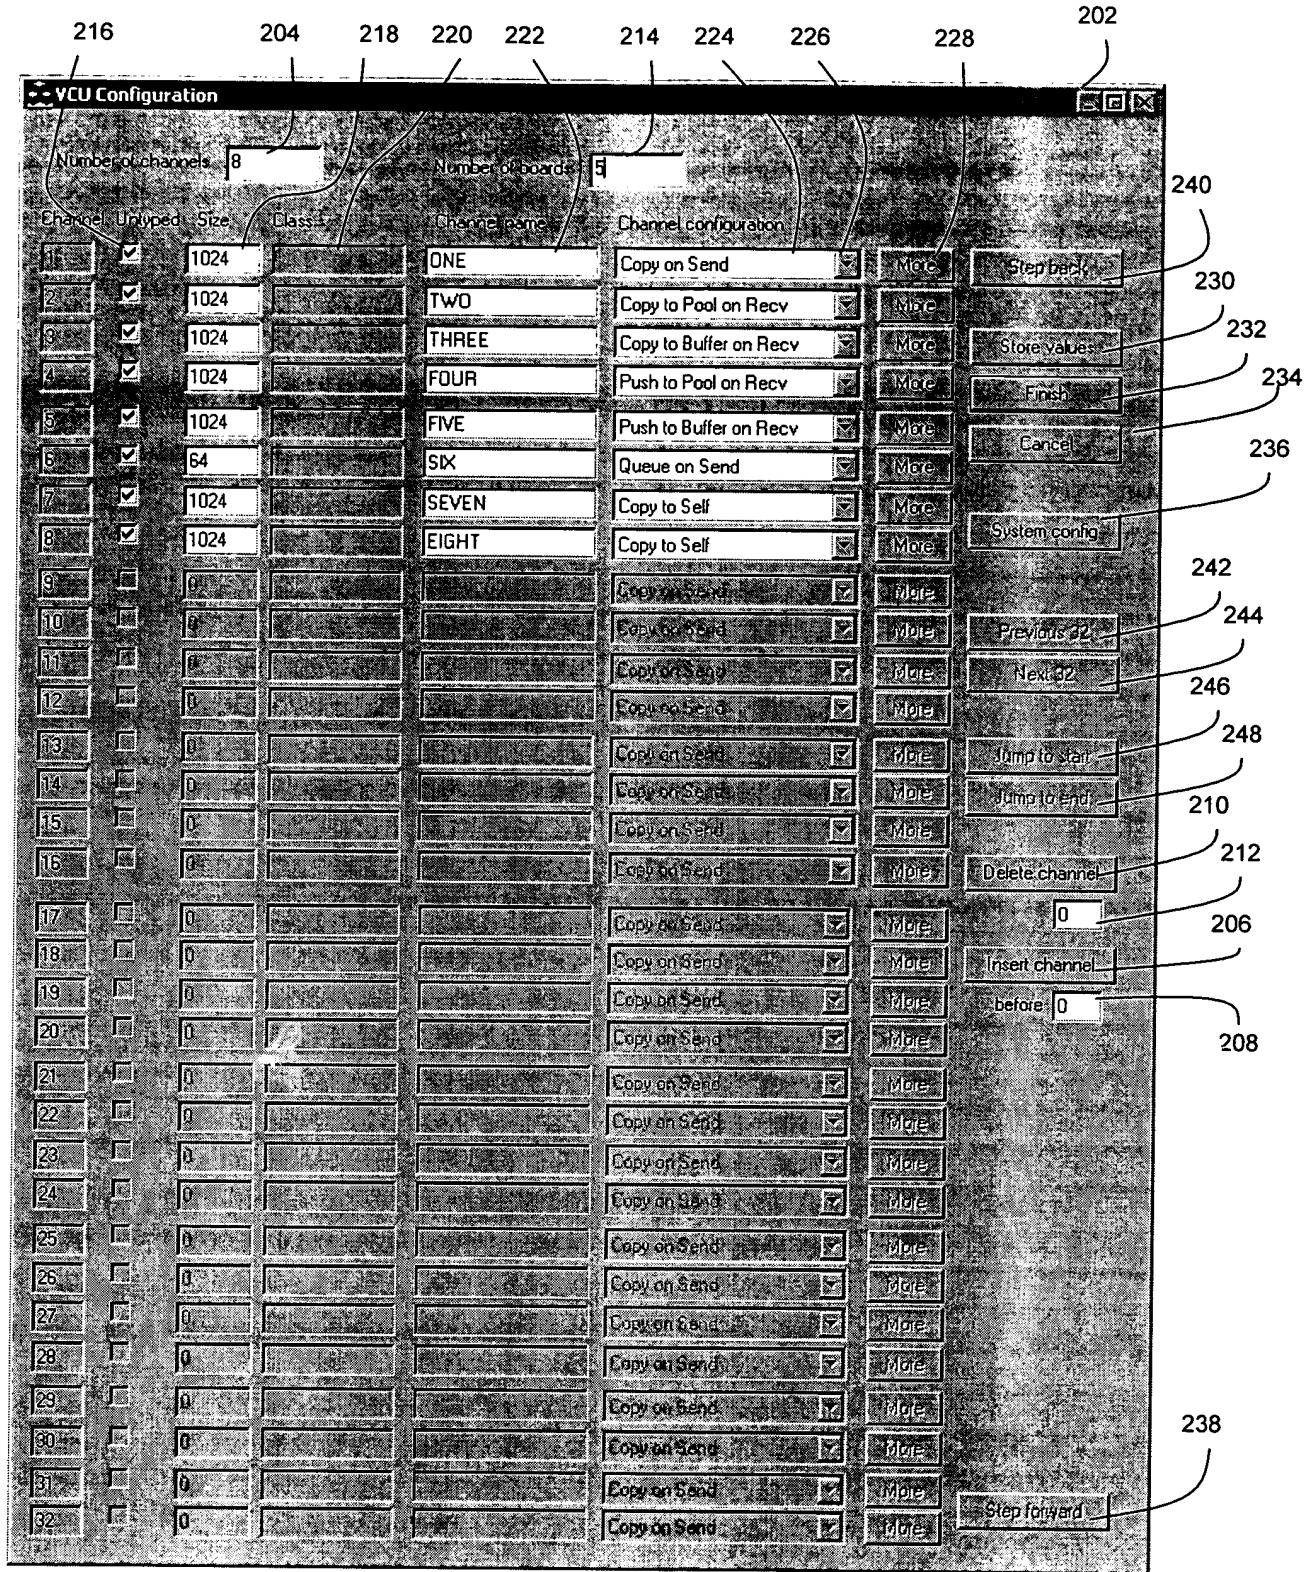 202
216 204 218 220 222 214 224 226 228
VCU Configuration
Number of channels 8 Number of boards 5
240
Channel Untyped Size Class Channel name Channel configuration
1 1024 ONE Copy on Send More Step back
230
2 1024 TWO Copy to Pool on Recv More
232
3 1024 THREE Copy to Buffer on Recv More Store values
234
4 1024 FOUR Push to Pool on Recv More Finish
5 1024 FIVE Push to Buffer on Recv More Cancel
236
6 64 SIX Queue on Send More
7 1024 SEVEN Copy to Self More
8 1024 EIGHT Copy to Self More System config
242
9 0 Copy on Send More
244
10 0 Copy on Send More Previous 32
11 0 Copy on Send More Next 32
246
12 0 Copy on Send More
248
13 0 Copy on Send More Jump to start
14 0 Copy on Send More Jump to end
210
15 0 Copy on Send More
212
16 0 Copy on Send More Delete channel
17 0 Copy on Send More 0
206
18 0 Copy on Send More Insert channel
19 0 Copy on Send More before 0
20 0 Copy on Send More
208
21 0 Copy on Send More
22 0 Copy on Send More
23 0 Copy on Send More
24 0 Copy on Send More
25 0 Copy on Send More
26 0 Copy on Send More
27 0 Copy on Send More
28 0 Copy on Send More
29 0 Copy on Send More
30 0 Copy on Send More
238
31 0 Copy on Send More
32 0 Copy on Send More Step forward